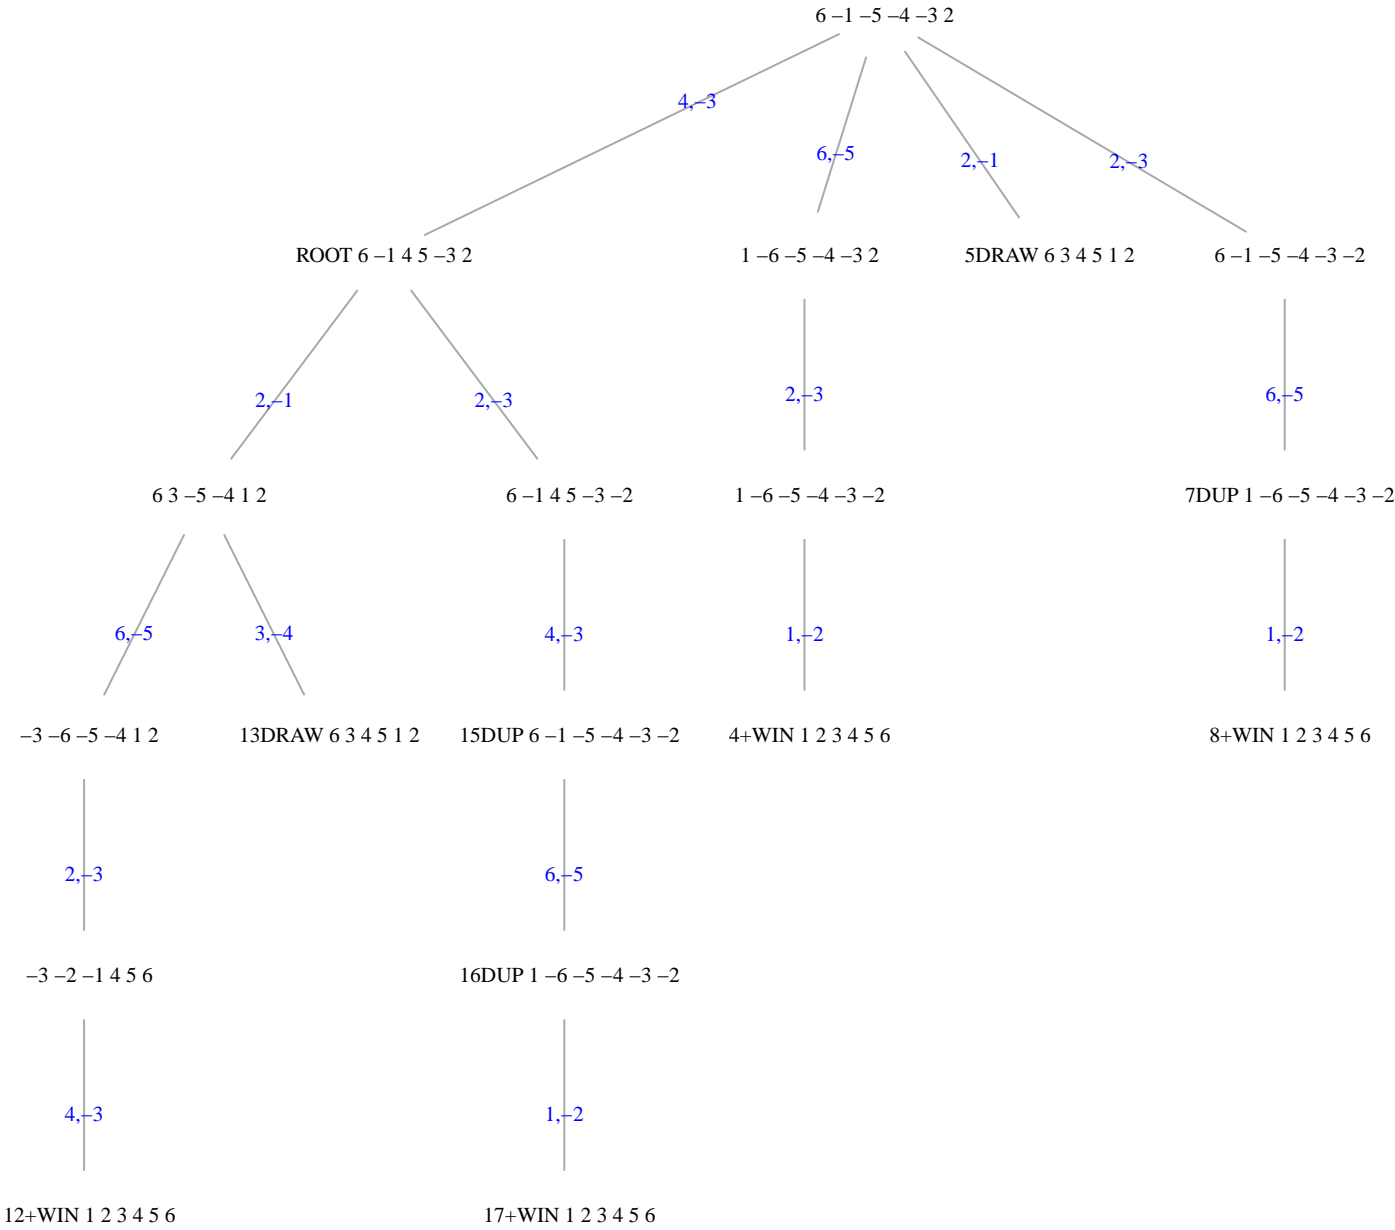 6 –1 –5 –4 –3 2
4,–3
6,–5
2,–1
2,–3
ROOT 6 –1 4 5 –3 2
1 –6 –5 –4 –3 2
5DRAW 6 3 4 5 1 2
6 –1 –5 –4 –3 –2
2,–1
2,–3
2,–3
6,–5
6 3 –5 –4 1 2
6 –1 4 5 –3 –2
1 –6 –5 –4 –3 –2
7DUP 1 –6 –5 –4 –3 –2
6,–5
3,–4
4,–3
1,–2
1,–2
–3 –6 –5 –4 1 2
13DRAW 6 3 4 5 1 2
15DUP 6 –1 –5 –4 –3 –2
4+WIN 1 2 3 4 5 6
8+WIN 1 2 3 4 5 6
2,–3
6,–5
–3 –2 –1 4 5 6
16DUP 1 –6 –5 –4 –3 –2
4,–3
1,–2
12+WIN 1 2 3 4 5 6
17+WIN 1 2 3 4 5 6